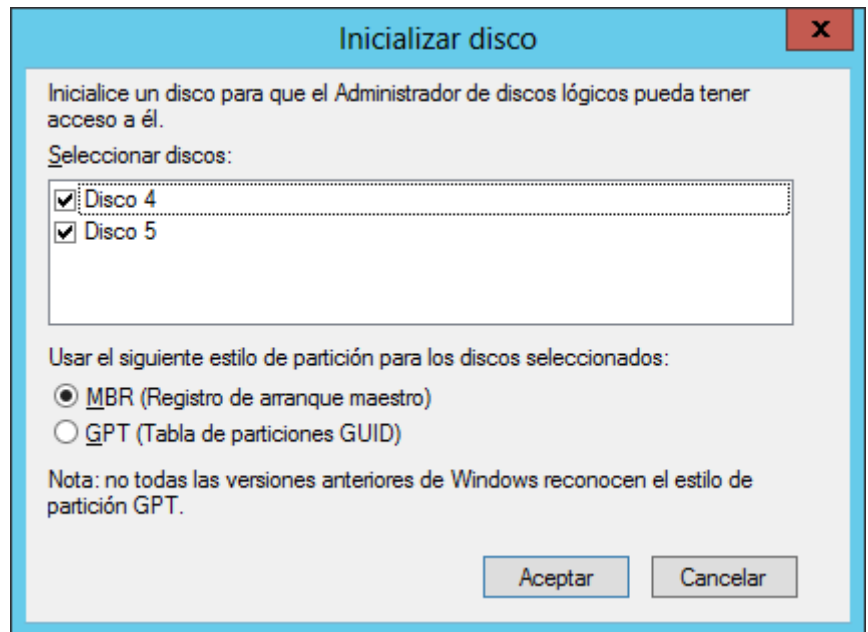 Inicializar disco
x
Inicialice un disco para que el Administrador de discos lógicos pueda tener
acceso a él.
Seleccionar discos:
Disco 4
Disco 5
Usar el siguiente estilo de partición para los discos seleccionados:
MBR (Registro de arranque maestro)
GPT (Tabla de particiones GUID)
Nota: no todas las versiones anteriores de Windows reconocen el estilo de
partición GPT.
Aceptar Cancelar